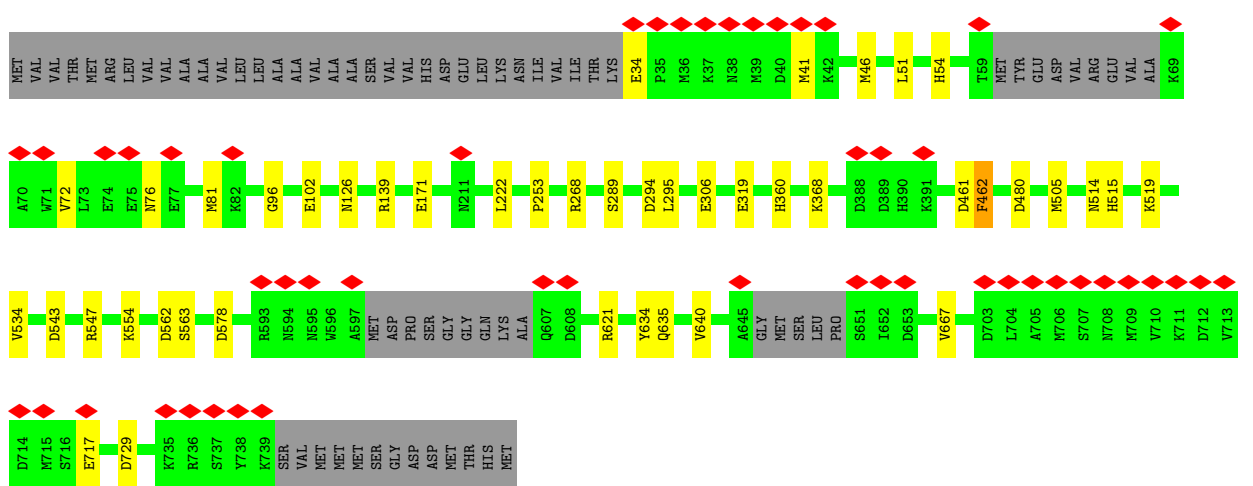 MET VAL VAL THR MET ARG LEU VAL VAL ALA ALA VAL LEU LEU ALA ALA VAL ALA ALA SER VAL VAL HIS ASP GLU LEU LYS ASN ILE VAL ILE THR LYS E34 P35 M36 K37 N38 M39 D40 M41 K42 M46 L51 H54 T59 MET TYR GLU ASP VAL ARG GLU VAL ALA K69
A70 W71 V72 L73 E74 E75 N76 E77 M81 K82 G96 E102 N126 R139 E171 N211 L222 P253 R268 S289 D294 L295 E306 E319 H360 K368 D388 D389 H390 K391 D461 F462 D480 M505 N514 H515 K519
V534 D543 R547 K554 D562 S563 D578 R593 N594 N595 W596 A597 MET ASP PRO SER GLY GLY GLN LYS ALA Q607 D608 R621 Y634 Q635 V640 A645 GLY MET SER LEU PRO S651 I652 D653 V667 D703 L704 A705 M706 S707 N708 M709 V710 K711 D712 V713
D714 M715 S716 E717 D729 K735 R736 S737 Y738 K739 SER VAL MET MET MET SER GLY ASP ASP MET THR HIS MET